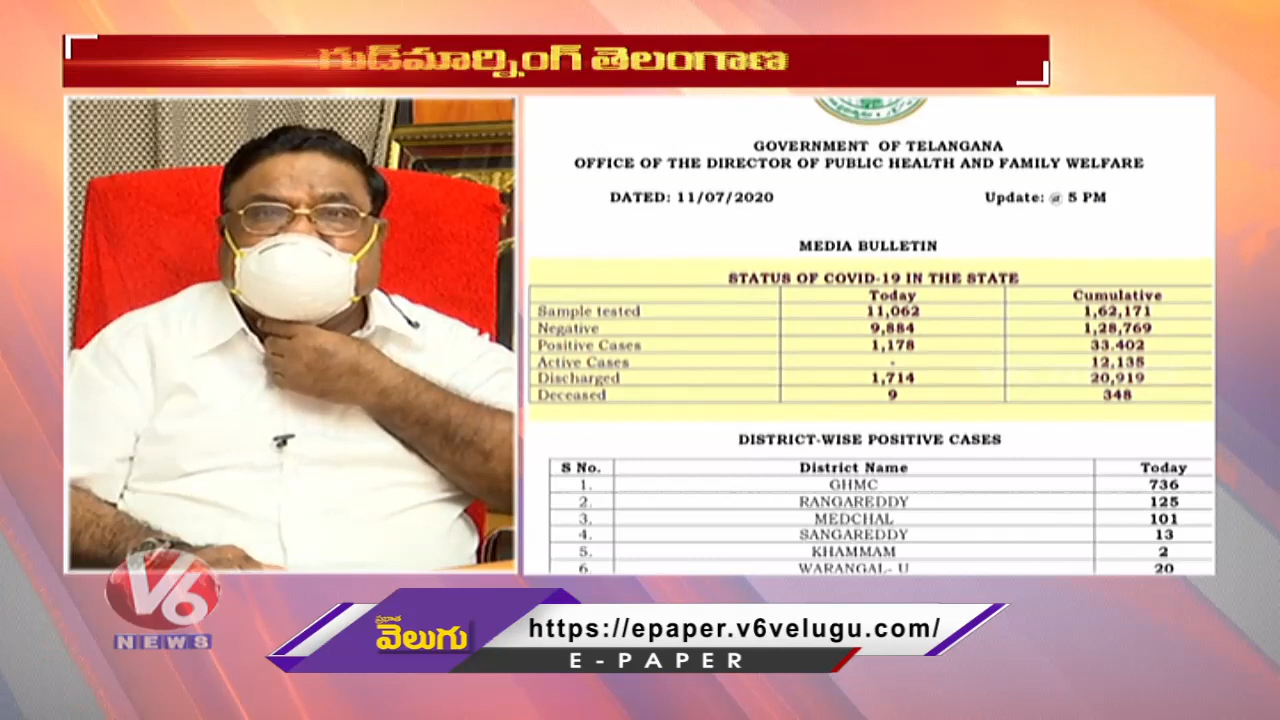 గుడ్ మార్నింగ్ తెలంగాణ
GOVERNMENT OF TELANGANA
OFFICE OF THE DIRECTOR OF PUBLIC HEALTH AND FAMILY WELFARE
DATED: 11/07/2020 Update: @ 5 PM
MEDIA BULLETIN
STATUS OF COVID-19 IN THE STATE
Today Cumulative
Sample tested 11,062 1,62,171
Negative 9,884 1,28,769
Positive Cases 1,178 33,402
Active Cases - 12,135
Discharged 1,714 20,919
Deceased 9 348
DISTRICT-WISE POSITIVE CASES
S No. District Name Today
1. GHMC 736
2. RANGAREDDY 125
3. MEDCHAL 101
4. SANGAREDDY 13
5. KHAMMAM 2
6. WARANGAL- U 20
V6
NEWS
ప్రభాత
వెలుగు
https://epaper.v6velugu.com/
E-PAPER